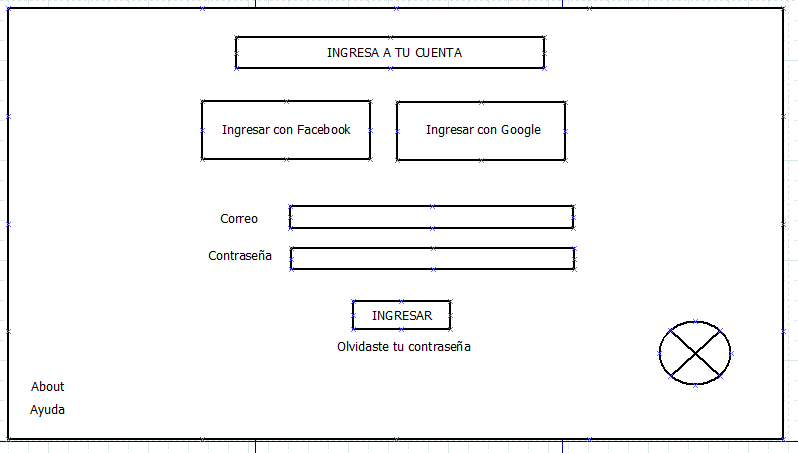 INGRESA A TU CUENTA
Ingresar con Facebook
Ingresar con Google
Correo
Contraseña
INGRESAR
Olvidaste tu contraseña
About
Ayuda